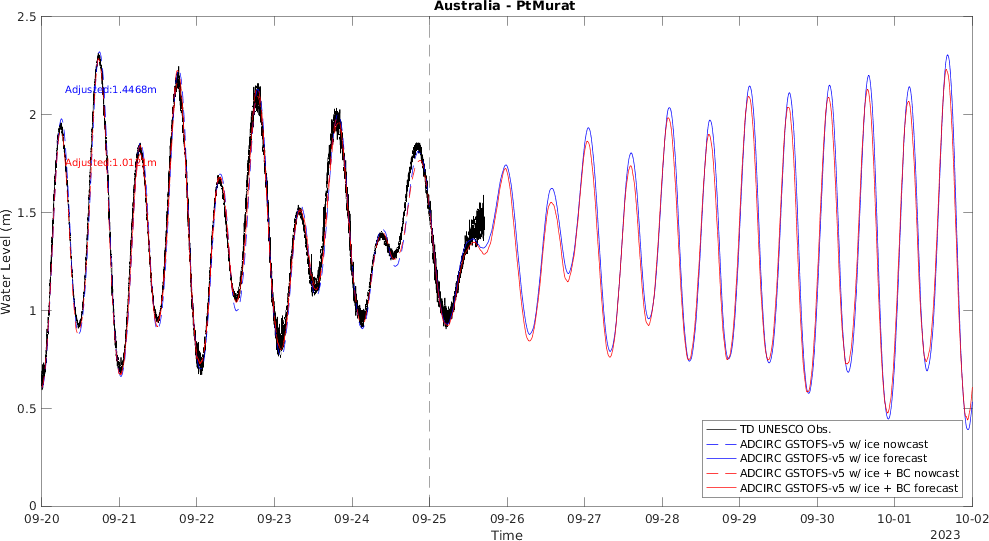 Australia - PtMurat
2.5
2
1.5
1
0.5
0
Water Level (m)
Adjusted:1.4468m
09-20
09-21
09-22
09-23
09-24
09-25
09-26
09-27
09-28
09-29
09-30
10-01
10-02
Time
2023
TD UNESCO Obs.
ADCIRC GSTOFS-v5 w/ ice nowcast
ADCIRC GSTOFS-v5 w/ ice forecast
ADCIRC GSTOFS-v5 w/ ice + BC nowcast
ADCIRC GSTOFS-v5 w/ ice + BC forecast